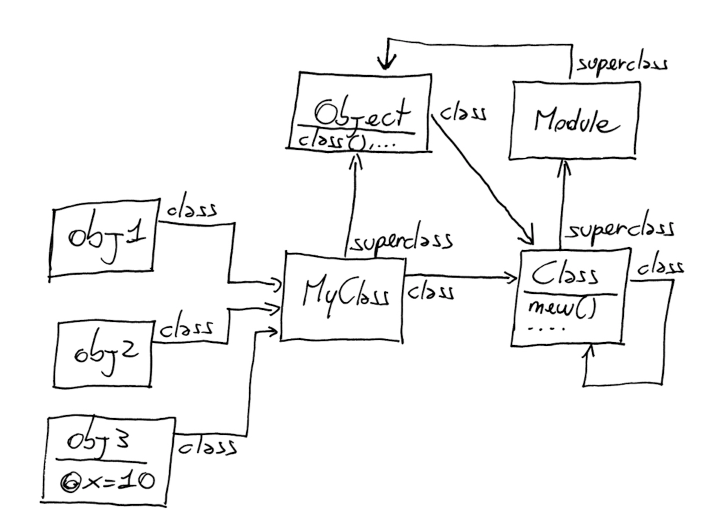 superclass
Object
class(),...
class
Module
class
obj1
superclass
superclass
MyClass
class
Class
new()
....
class
class
obj2
obj3
@x=10
class